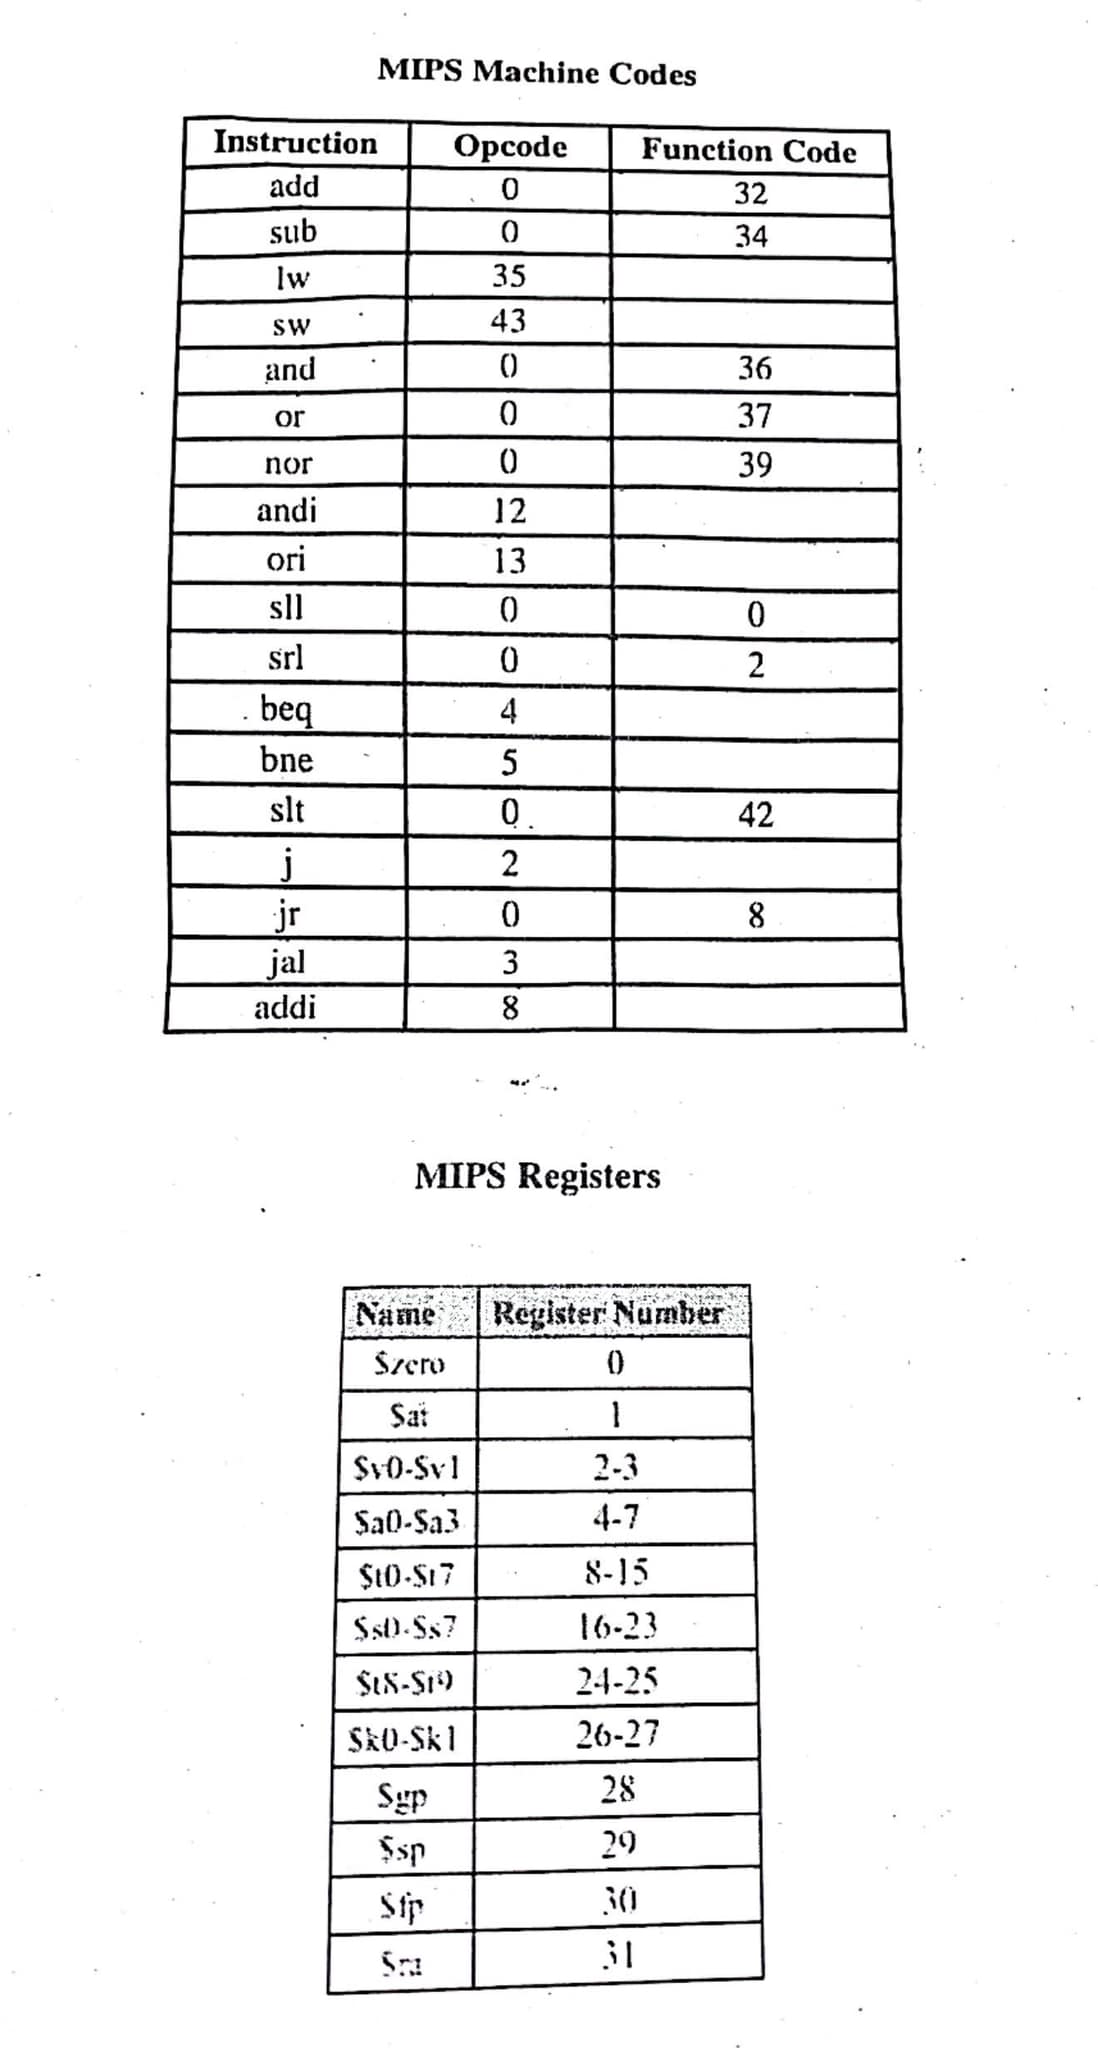 MIPS Machine Codes
Instruction Opcode Function Code
add 0 32
sub 0 34
lw 35
sw 43
and 0 36
or 0 37
nor 0 39
andi 12
ori 13
sll 0 0
srl 0 2
beq 4
bne 5
slt 0 42
j 2
jr 0 8
jal 3
addi 8
MIPS Registers
Name Register Number
$zero 0
$at 1
$v0-$v1 2-3
$a0-$a3 4-7
$t0-$t7 8-15
$s0-$s7 16-23
$t8-$t9 24-25
$k0-$k1 26-27
$gp 28
$sp 29
$fp 30
$ra 31